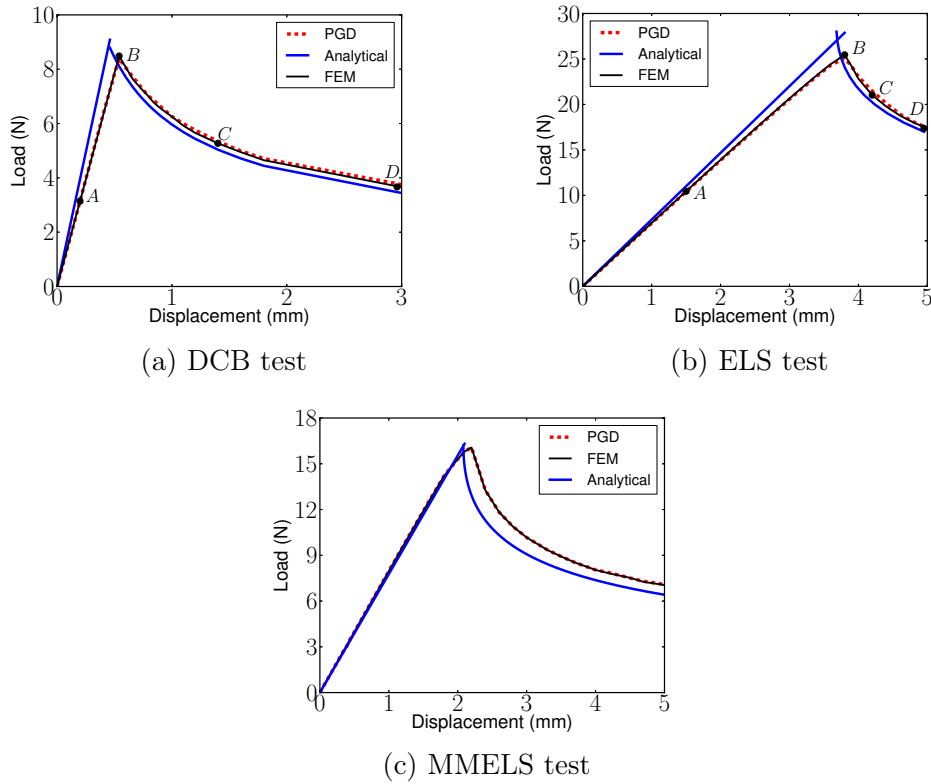 10
8
6
4
2
0
Load (N)
PGD
Analytical
FEM
A
B
C
D
0 1 2 3
Displacement (mm)
(a) DCB test
30
25
20
15
10
5
0
Load (N)
PGD
Analytical
FEM
A
B
C
D
0 1 2 3 4 5
Displacement (mm)
(b) ELS test
18
15
12
9
6
3
0
Load (N)
PGD
FEM
Analytical
0 1 2 3 4 5
Displacement (mm)
(c) MMELS test